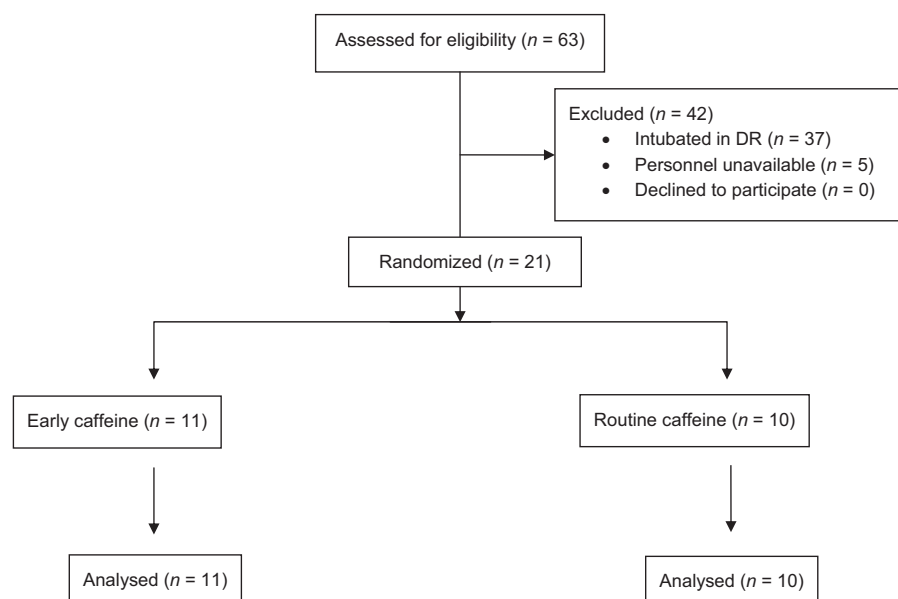 Assessed for eligibility (n = 63)
Excluded (n = 42)
• Intubated in DR (n = 37)
• Personnel unavailable (n = 5)
• Declined to participate (n = 0)
Randomized (n = 21)
Early caffeine (n = 11)
Routine caffeine (n = 10)
Analysed (n = 11)
Analysed (n = 10)